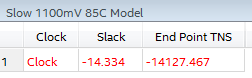 Slow 1100mV 85C Model
Clock Slack End Point TNS
1 Clock -14.334 -14127.467